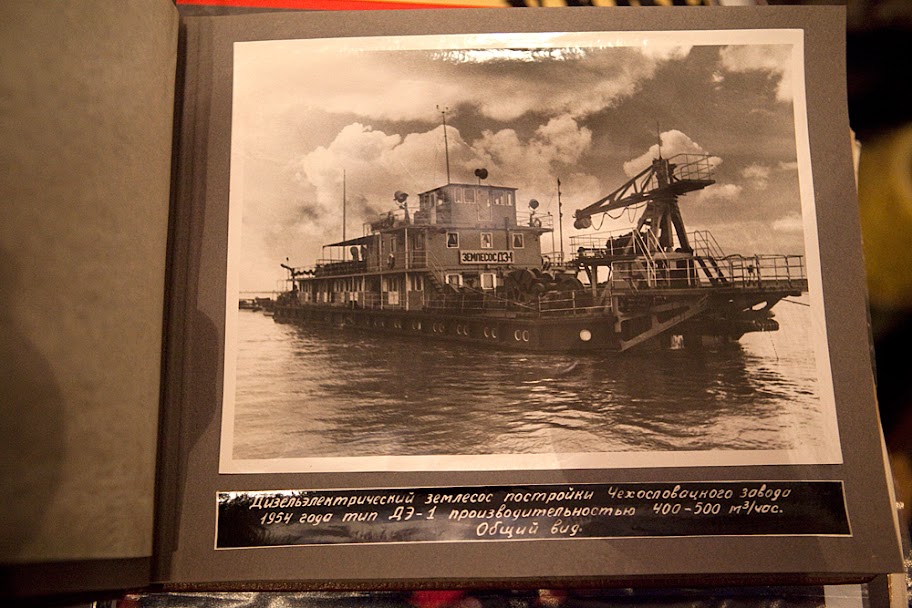 ЗЕМЛЕСОС ДЭ-1
Дизельэлектрический землесос постройки Чехословацкого завода
1954 года тип ДЭ-1 производительностью 400-500 м³/час.
Общий вид.